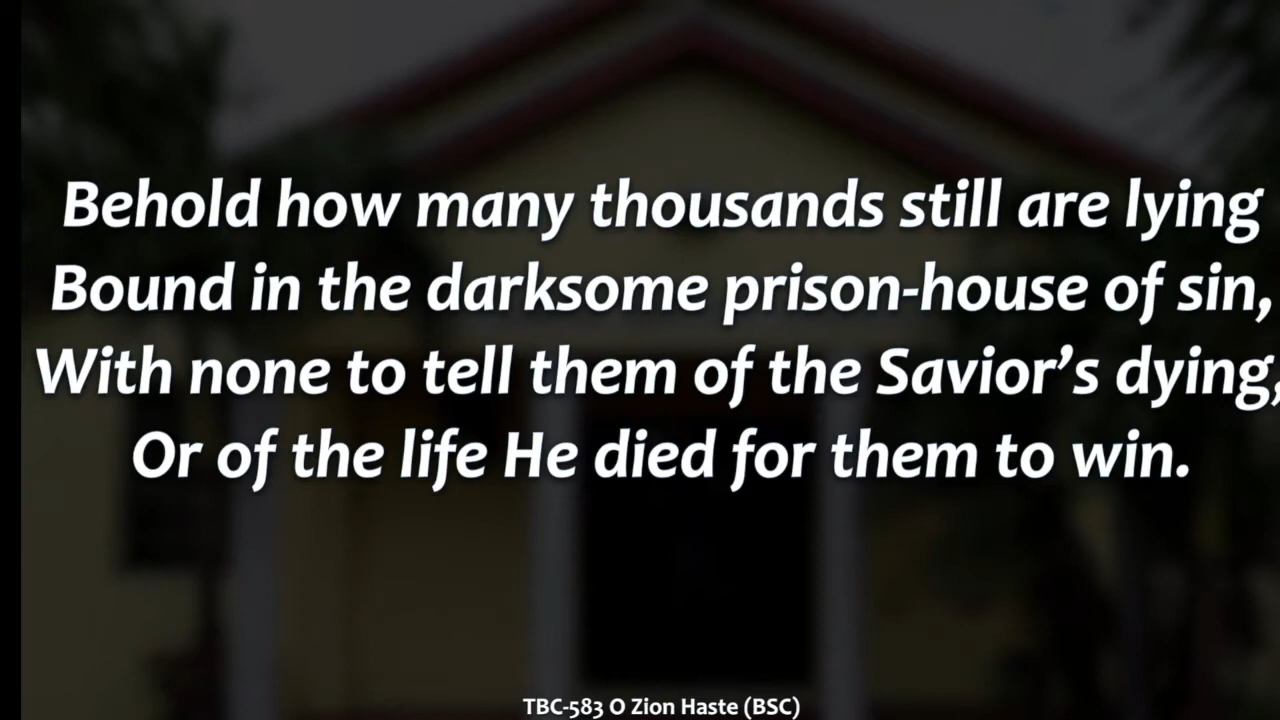 Behold how many thousands still are lying
Bound in the darksome prison-house of sin,
With none to tell them of the Savior’s dying,
Or of the life He died for them to win.
TBC-583 O Zion Haste (BSC)